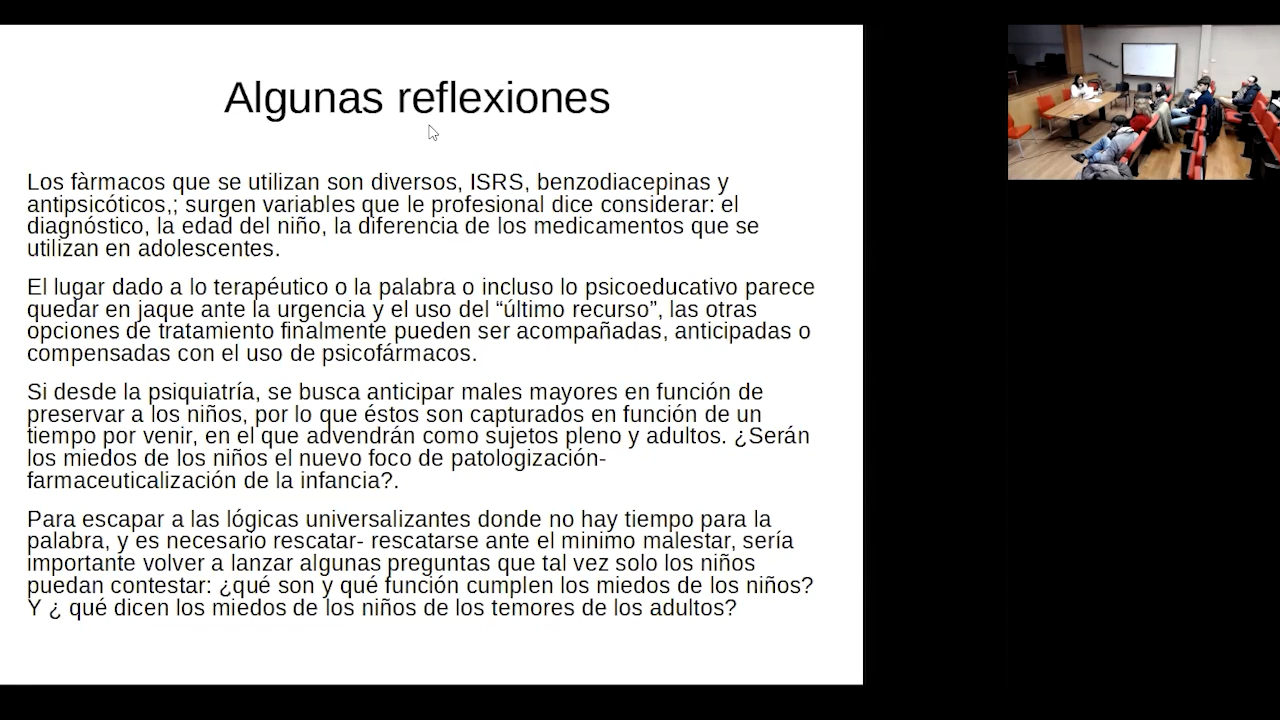 Algunas reflexiones
Los fàrmacos que se utilizan son diversos, ISRS, benzodiacepinas y
antipsicóticos,; surgen variables que le profesional dice considerar: el
diagnóstico, la edad del niño, la diferencia de los medicamentos que se
utilizan en adolescentes.
El lugar dado a lo terapéutico o la palabra o incluso lo psicoeducativo parece
quedar en jaque ante la urgencia y el uso del “último recurso”, las otras
opciones de tratamiento finalmente pueden ser acompañadas, anticipadas o
compensadas con el uso de psicofármacos.
Si desde la psiquiatría, se busca anticipar males mayores en función de
preservar a los niños, por lo que éstos son capturados en función de un
tiempo por venir, en el que advendrán como sujetos pleno y adultos. ¿Serán
los miedos de los niños el nuevo foco de patologización-
farmaceuticalización de la infancia?.
Para escapar a las lógicas universalizantes donde no hay tiempo para la
palabra, y es necesario rescatar- rescatarse ante el minimo malestar, sería
importante volver a lanzar algunas preguntas que tal vez solo los niños
puedan contestar: ¿qué son y qué función cumplen los miedos de los niños?
Y ¿ qué dicen los miedos de los niños de los temores de los adultos?